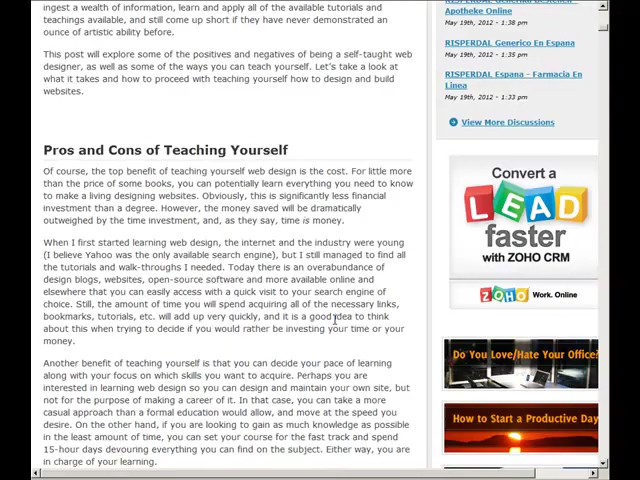 ingest a wealth of information, learn and apply all of the available tutorials and
teachings available, and still come up short if they have never demonstrated an
ounce of artistic ability before.
This post will explore some of the positives and negatives of being a self-taught web
designer, as well as some of the ways you can teach yourself. Let's take a look at
what it takes and how to proceed with teaching yourself how to design and build
websites.
Pros and Cons of Teaching Yourself
Of course, the top benefit of teaching yourself web design is the cost. For little more
than the price of some books, you can potentially learn everything you need to know
to make a living designing websites. Obviously, this is significantly less financial
investment than a degree. However, the money saved will be dramatically
outweighed by the time investment, and, as they say, time is money.
When I first started learning web design, the internet and the industry were young
(I believe Yahoo was the only available search engine), but I still managed to find all
the tutorials and walk-throughs I needed. Today there is an overabundance of
design blogs, websites, open-source software and more available online and
elsewhere that you can easily access with a quick visit to your search engine of
choice. Still, the amount of time you will spend acquiring all of the necessary links,
bookmarks, tutorials, etc. will add up very quickly, and it is a good idea to think
about this when trying to decide if you would rather be investing your time or your
money.
Another benefit of teaching yourself is that you can decide your pace of learning
along with your focus on which skills you want to acquire. Perhaps you are
interested in learning web design so you can design and maintain your own site, but
not for the purpose of making a career of it. In that case, you can take a more
casual approach than a formal education would allow, and move at the speed you
desire. On the other hand, if you are looking to gain as much knowledge as possible
in the least amount of time, you can set your course for the fast track and spend
15-hour days devouring everything you can find on the subject. Either way, you are
in charge of your learning.
Apotheke Online
May 19th, 2012 - 1:38 pm
RISPERDAL Generico En Espana
May 19th, 2012 - 1:35 pm
RISPERDAL Espana - Farmacia En
Linea
May 19th, 2012 - 1:33 pm
View More Discussions
Convert a
LEAD
faster
with ZOHO CRM
ZOHO Work. Online
Do You Love/Hate Your Office?
How to Start a Productive Day